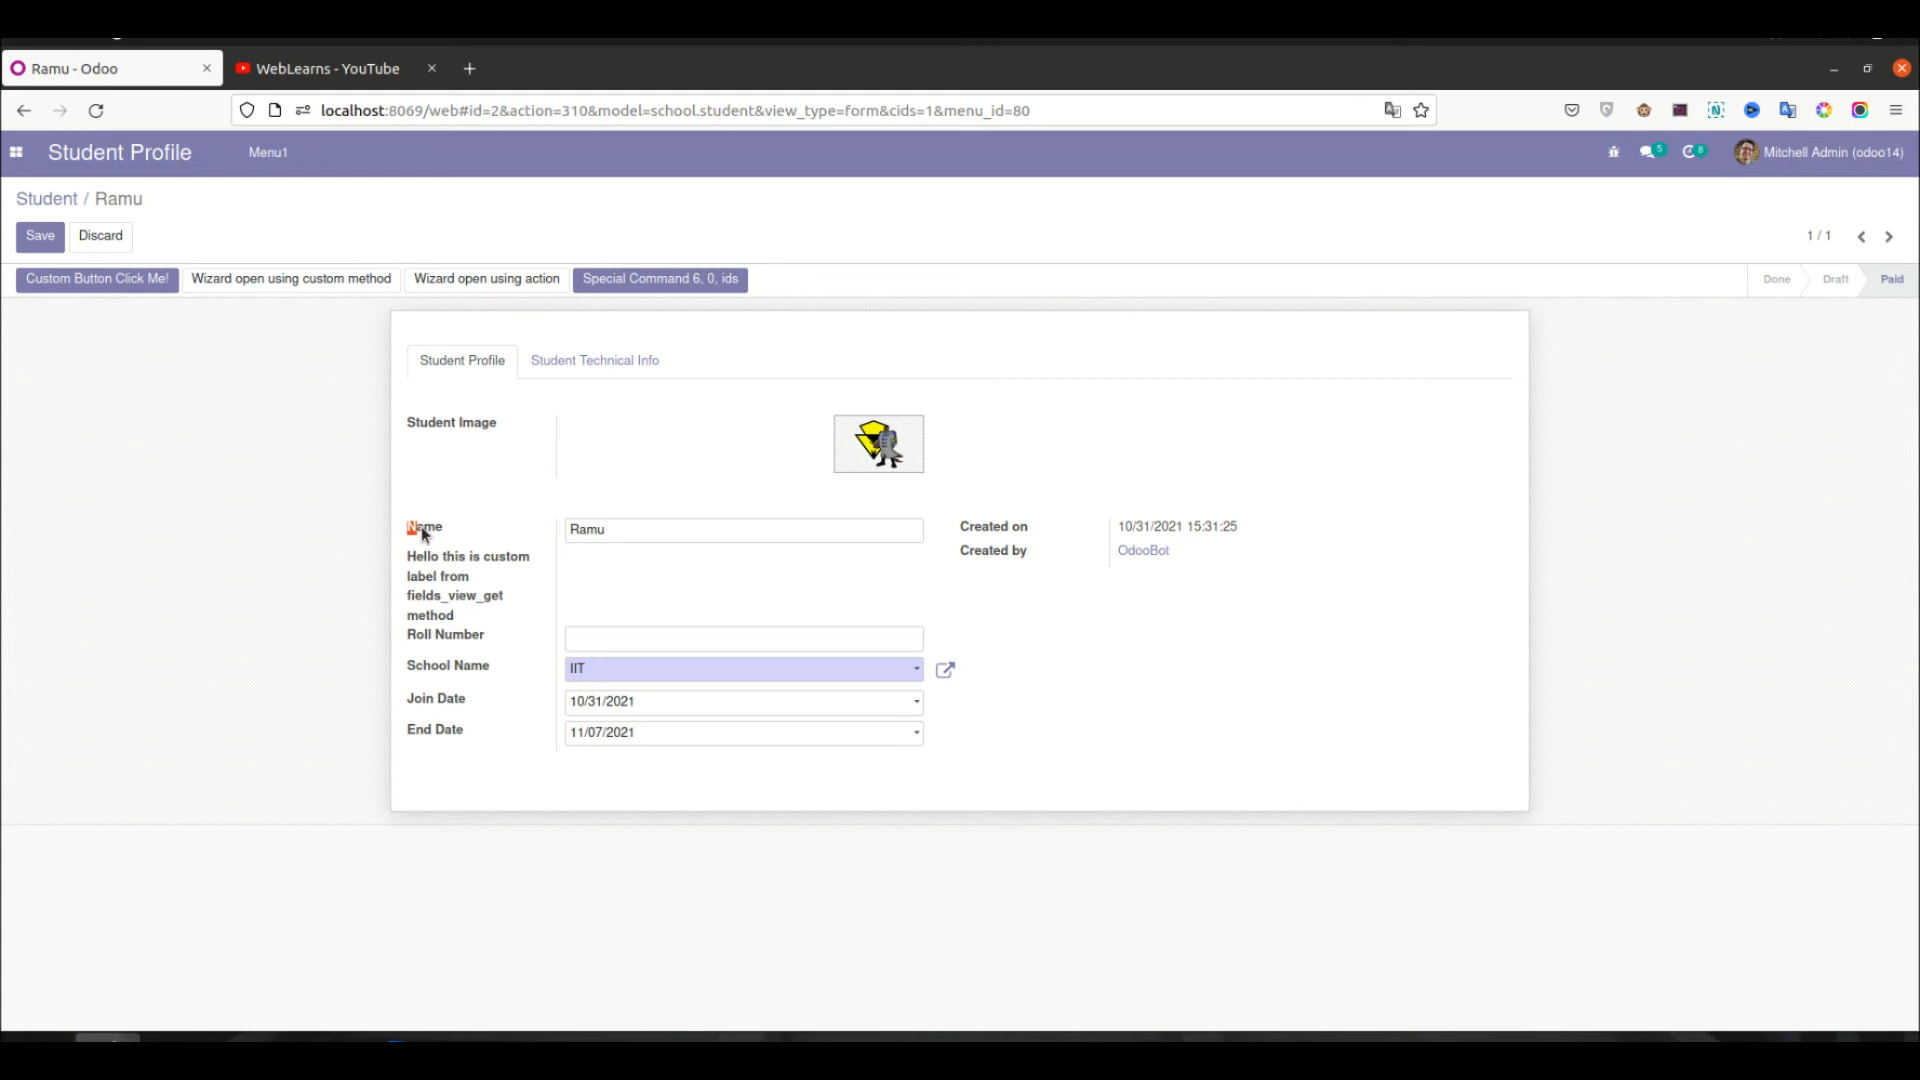 Ramu - Odoo
WebLearns - YouTube
localhost:8069/web#id=2&action=310&model=school.student&view_type=form&cids=1&menu_id=80
Student Profile
Menu1
5
8
Mitchell Admin (odoo14)
Student / Ramu
Save
Discard
1 / 1
Custom Button Click Me!
Wizard open using custom method
Wizard open using action
Special Command 6, 0, ids
Done
Draft
Paid
Student Profile
Student Technical Info
Student Image
Name
Ramu
Created on
10/31/2021 15:31:25
Hello this is custom
label from
fields_view_get
method
Created by
OdooBot
Roll Number
School Name
IIT
Join Date
10/31/2021
End Date
11/07/2021